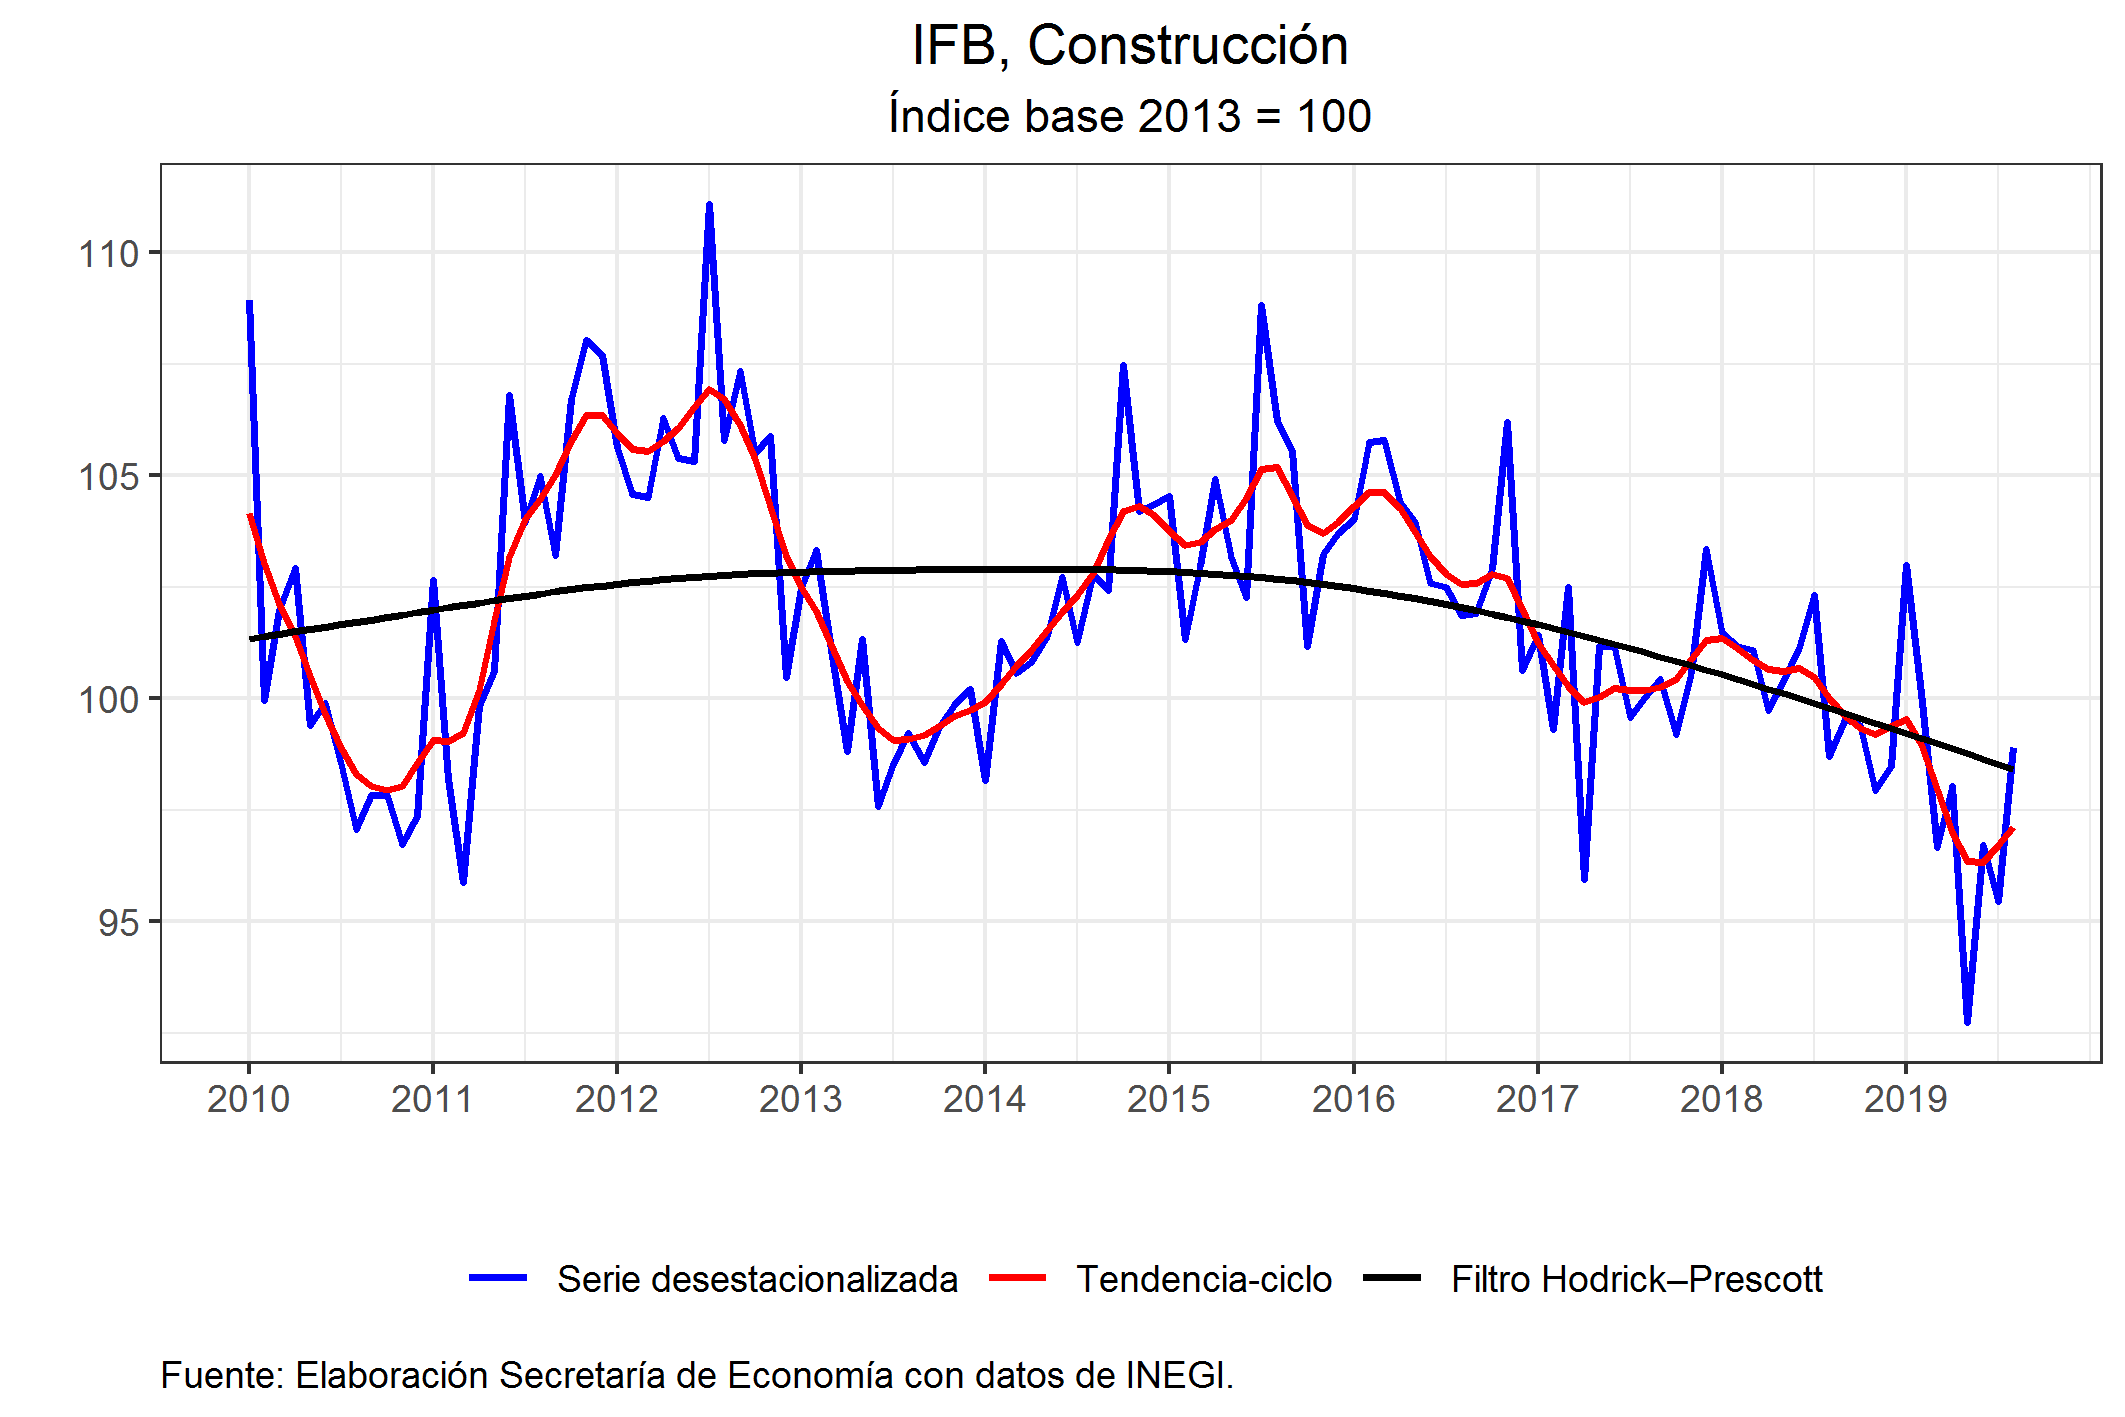 IFB, Construcción
Índice base 2013 = 100
110
105
100
95
2010 2011 2012 2013 2014 2015 2016 2017 2018 2019
Serie desestacionalizada Tendencia-ciclo Filtro Hodrick–Prescott
Fuente: Elaboración Secretaría de Economía con datos de INEGI.